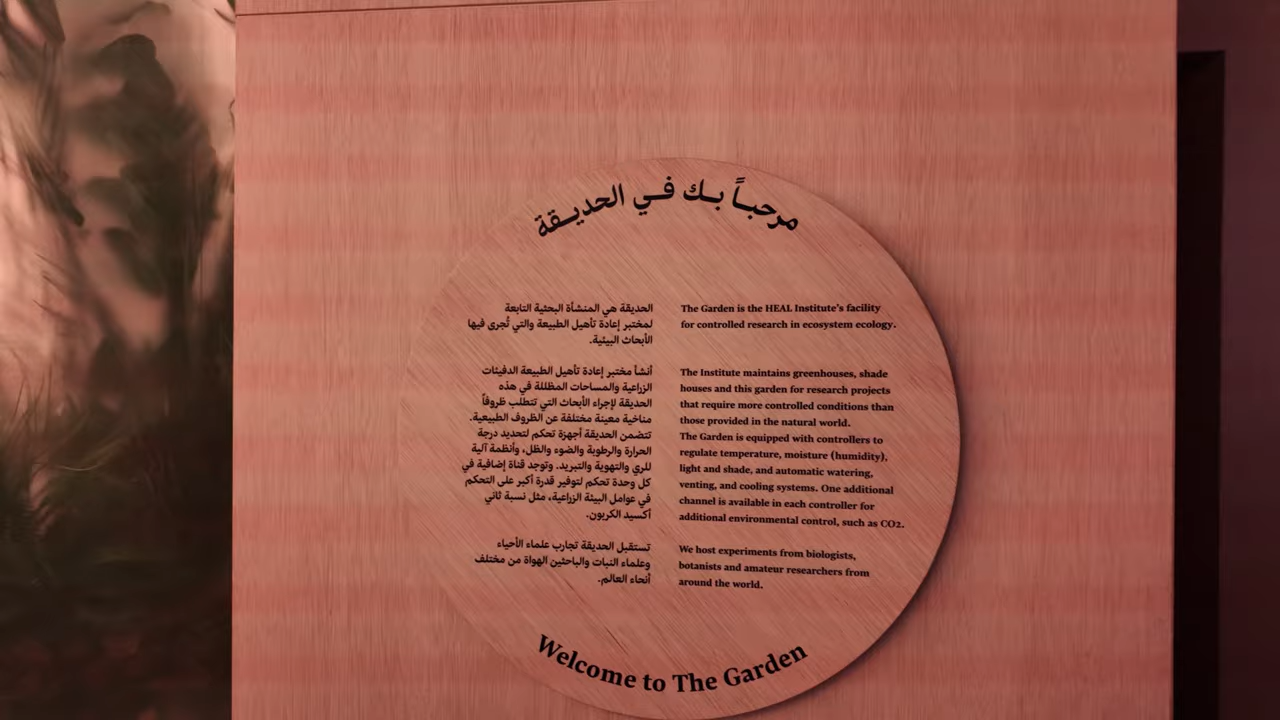 مرحباً بك في الحديقة
الحديقة هي المنشأة البحثية التابعة
لمختبر إعادة تأهيل الطبيعة والتي تُجرى فيها
الأبحاث البيئية.
أنشأ مختبر إعادة تأهيل الطبيعة الدفيئات
الزراعية والمساحات المظللة في هذه
الحديقة لإجراء الأبحاث التي تتطلب ظروفاً
مناخية معينة مختلفة عن الظروف الطبيعية.
تتضمن الحديقة أجهزة تحكم لتحديد درجة
الحرارة والرطوبة والضوء والظل، وأنظمة آلية
للري والتهوية والتبريد. وتوجد قناة إضافية في
كل وحدة تحكم لتوفير قدرة أكبر على التحكم
في عوامل البيئة الزراعية، مثل نسبة ثاني
أكسيد الكربون.
تستقبل الحديقة تجارب علماء الأحياء
وعلماء النبات والباحثين الهواة من مختلف
أنحاء العالم.
The Garden is the HEAL Institute's facility
for controlled research in ecosystem ecology.
The Institute maintains greenhouses, shade
houses and this garden for research projects
that require more controlled conditions than
those provided in the natural world.
The Garden is equipped with controllers to
regulate temperature, moisture (humidity),
light and shade, and automatic watering,
venting, and cooling systems. One additional
channel is available in each controller for
additional environmental control, such as CO2.
We host experiments from biologists,
botanists and amateur researchers from
around the world.
Welcome to The Garden